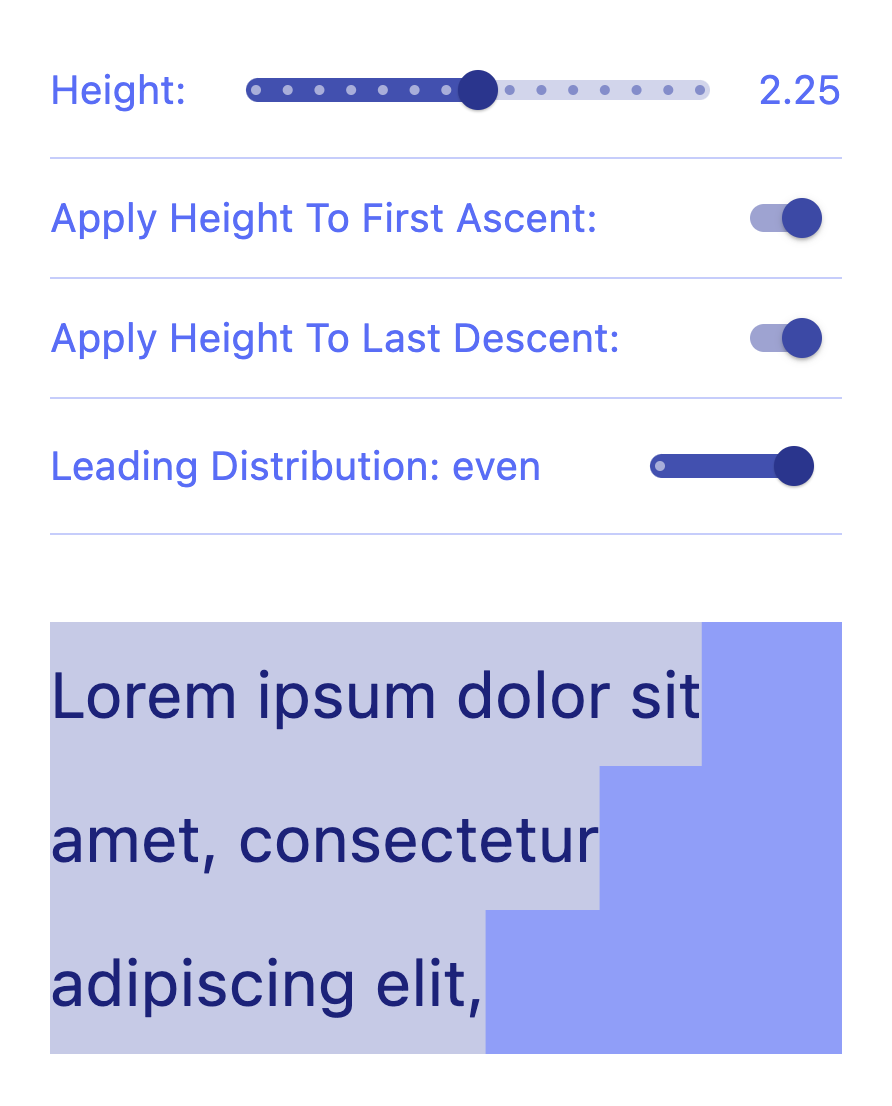 Height: 2.25
Apply Height To First Ascent:
Apply Height To Last Descent:
Leading Distribution: even
Lorem ipsum dolor sit
amet, consectetur
adipiscing elit,